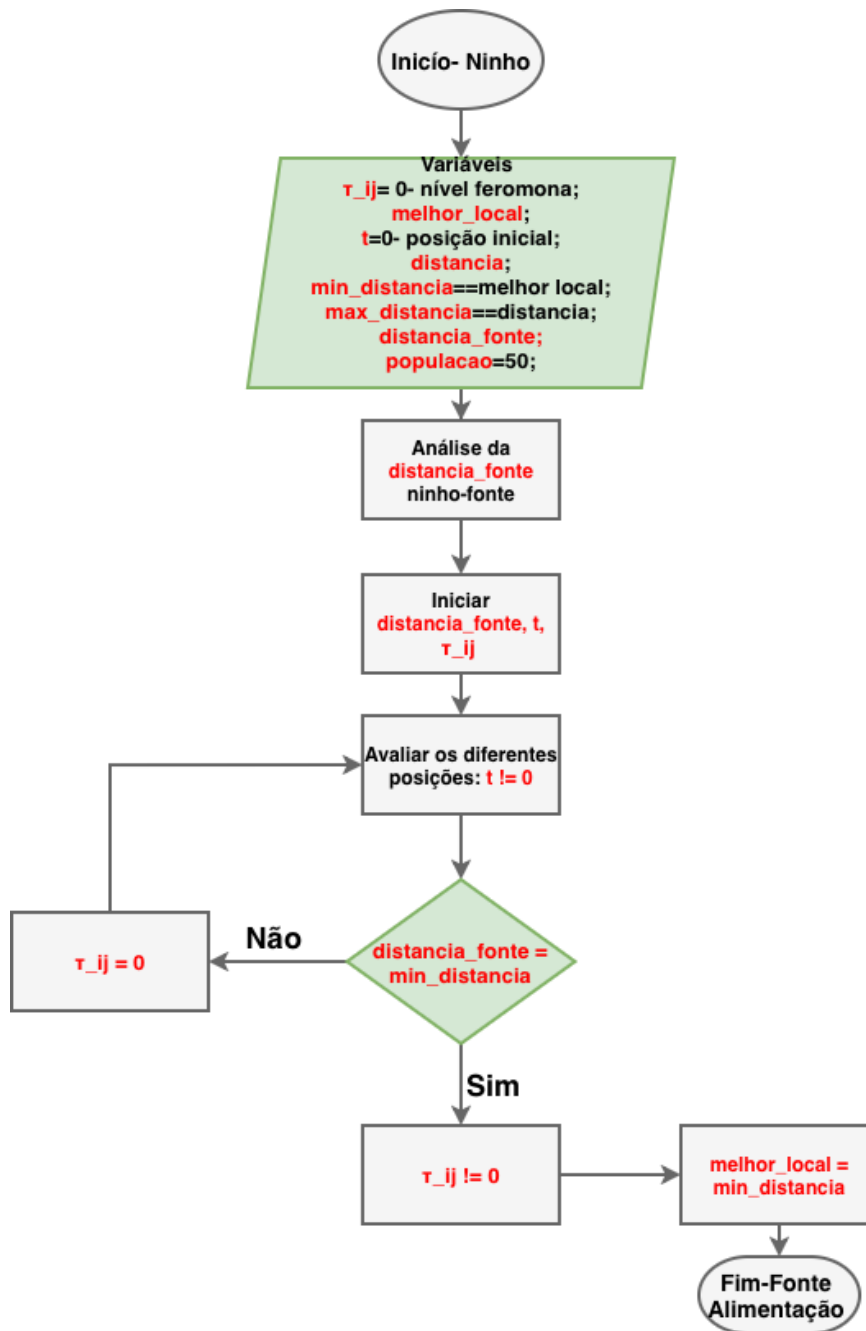 Inicío- Ninho
Variáveis
τ_ij= 0- nível feromona;
melhor_local;
t=0- posição inicial;
distancia;
min_distancia==melhor local;
max_distancia==distancia;
distancia_fonte;
populacao=50;
Análise da
distancia_fonte
ninho-fonte
Iniciar
distancia_fonte, t,
τ_ij
Avaliar os diferentes
posições: t != 0
distancia_fonte =
min_distancia
Não
τ_ij = 0
Sim
τ_ij != 0
melhor_local =
min_distancia
Fim-Fonte
Alimentação